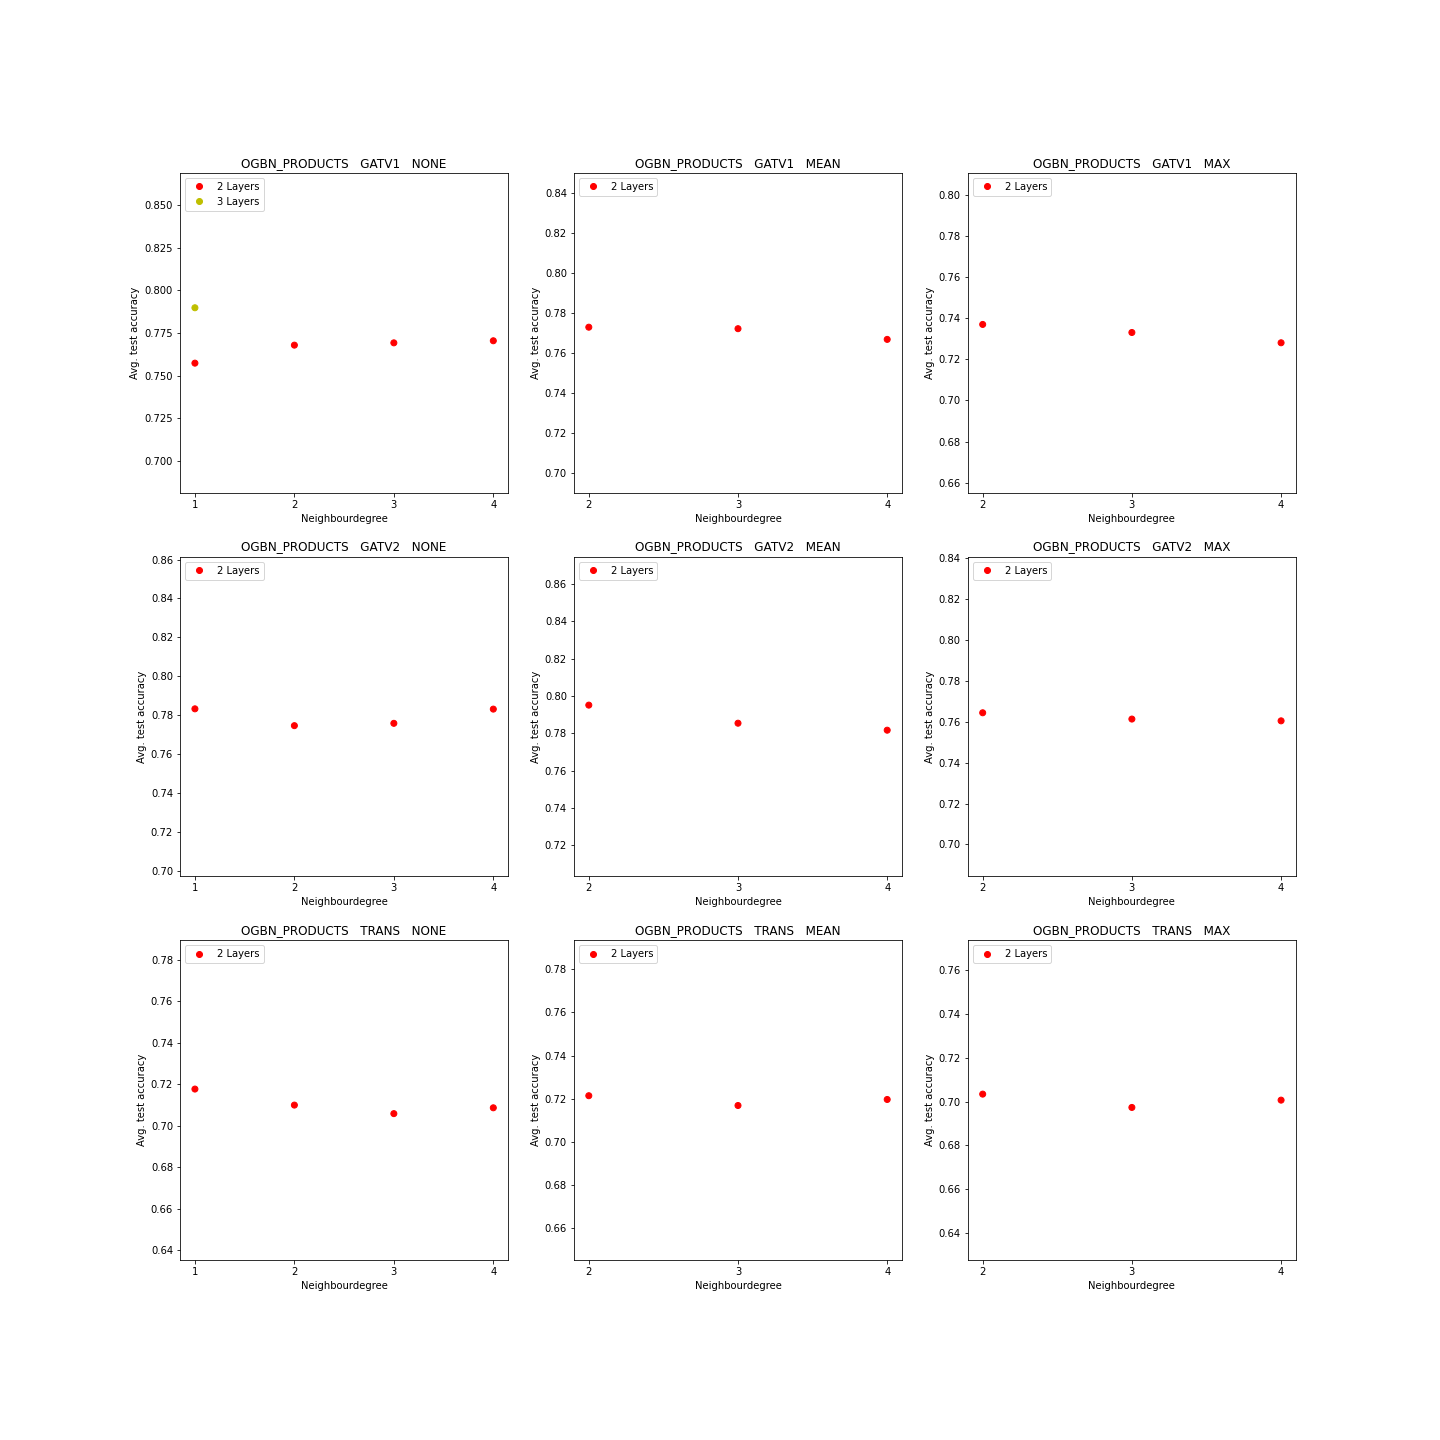 OGBN_PRODUCTS   GATV1   NONE
2 Layers
3 Layers
0.850
0.825
0.800
0.775
0.750
0.725
0.700
Avg. test accuracy
1 2 3 4
Neighbourdegree
OGBN_PRODUCTS   GATV1   MEAN
2 Layers
0.84
0.82
0.80
0.78
0.76
0.74
0.72
0.70
Avg. test accuracy
2 3 4
Neighbourdegree
OGBN_PRODUCTS   GATV1   MAX
2 Layers
0.80
0.78
0.76
0.74
0.72
0.70
0.68
0.66
Avg. test accuracy
2 3 4
Neighbourdegree
OGBN_PRODUCTS   GATV2   NONE
2 Layers
0.86
0.84
0.82
0.80
0.78
0.76
0.74
0.72
0.70
Avg. test accuracy
1 2 3 4
Neighbourdegree
OGBN_PRODUCTS   GATV2   MEAN
2 Layers
0.86
0.84
0.82
0.80
0.78
0.76
0.74
0.72
Avg. test accuracy
2 3 4
Neighbourdegree
OGBN_PRODUCTS   GATV2   MAX
2 Layers
0.84
0.82
0.80
0.78
0.76
0.74
0.72
0.70
Avg. test accuracy
2 3 4
Neighbourdegree
OGBN_PRODUCTS   TRANS   NONE
2 Layers
0.78
0.76
0.74
0.72
0.70
0.68
0.66
0.64
Avg. test accuracy
1 2 3 4
Neighbourdegree
OGBN_PRODUCTS   TRANS   MEAN
2 Layers
0.78
0.76
0.74
0.72
0.70
0.68
0.66
Avg. test accuracy
2 3 4
Neighbourdegree
OGBN_PRODUCTS   TRANS   MAX
2 Layers
0.76
0.74
0.72
0.70
0.68
0.66
0.64
Avg. test accuracy
2 3 4
Neighbourdegree